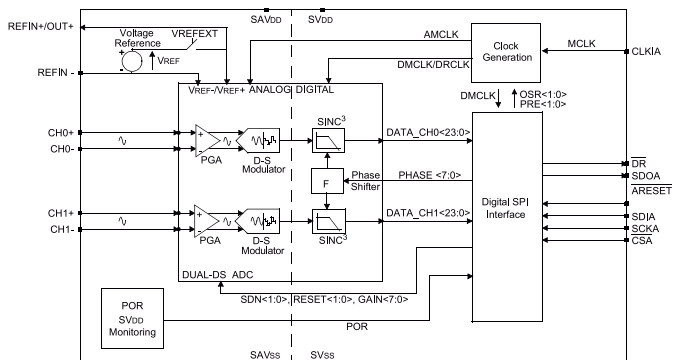 SAVDD SVDD
REFIN+/OUT+
Voltage
Reference
VREFEXT
+
-
VREF
REFIN -
AMCLK
Clock
Generation
MCLK
CLKIA
DMCLK/DRCLK
VREF-/VREF+ ANALOG DIGITAL
DMCLK
OSR<1:0>
PRE<1:0>
CH0+
CH0-
+
-
PGA
D-S
Modulator
SINC3
DATA_CH0<23:0>
F
Phase
Shifter
PHASE <7:0>
Digital SPI
Interface
DR
SDOA
ARESET
SDIA
SCKA
CSA
CH1+
CH1-
+
-
PGA
D-S
Modulator
SINC3
DATA_CH1<23:0>
DUAL-DS ADC
SDN<1:0>, RESET<1:0>, GAIN<7:0>
POR
SVDD
Monitoring
POR
SAVSS SVSS